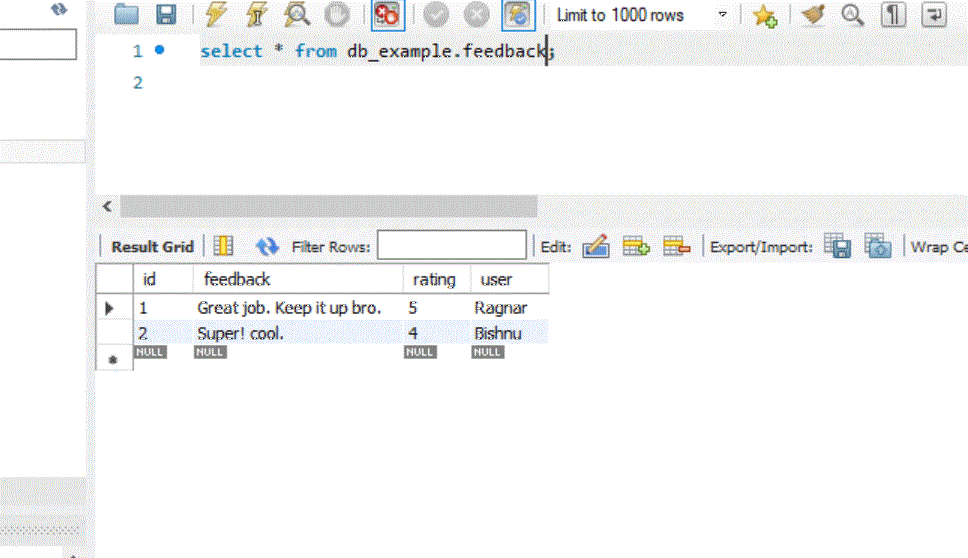 Limit to 1000 rows
1 select * from db_example.feedback;
2
Result Grid Filter Rows: Edit: Export/Import: Wrap Ce
id feedback rating user
1 Great job. Keep it up bro. 5 Ragnar
2 Super! cool. 4 Bishnu
NULL NULL NULL NULL